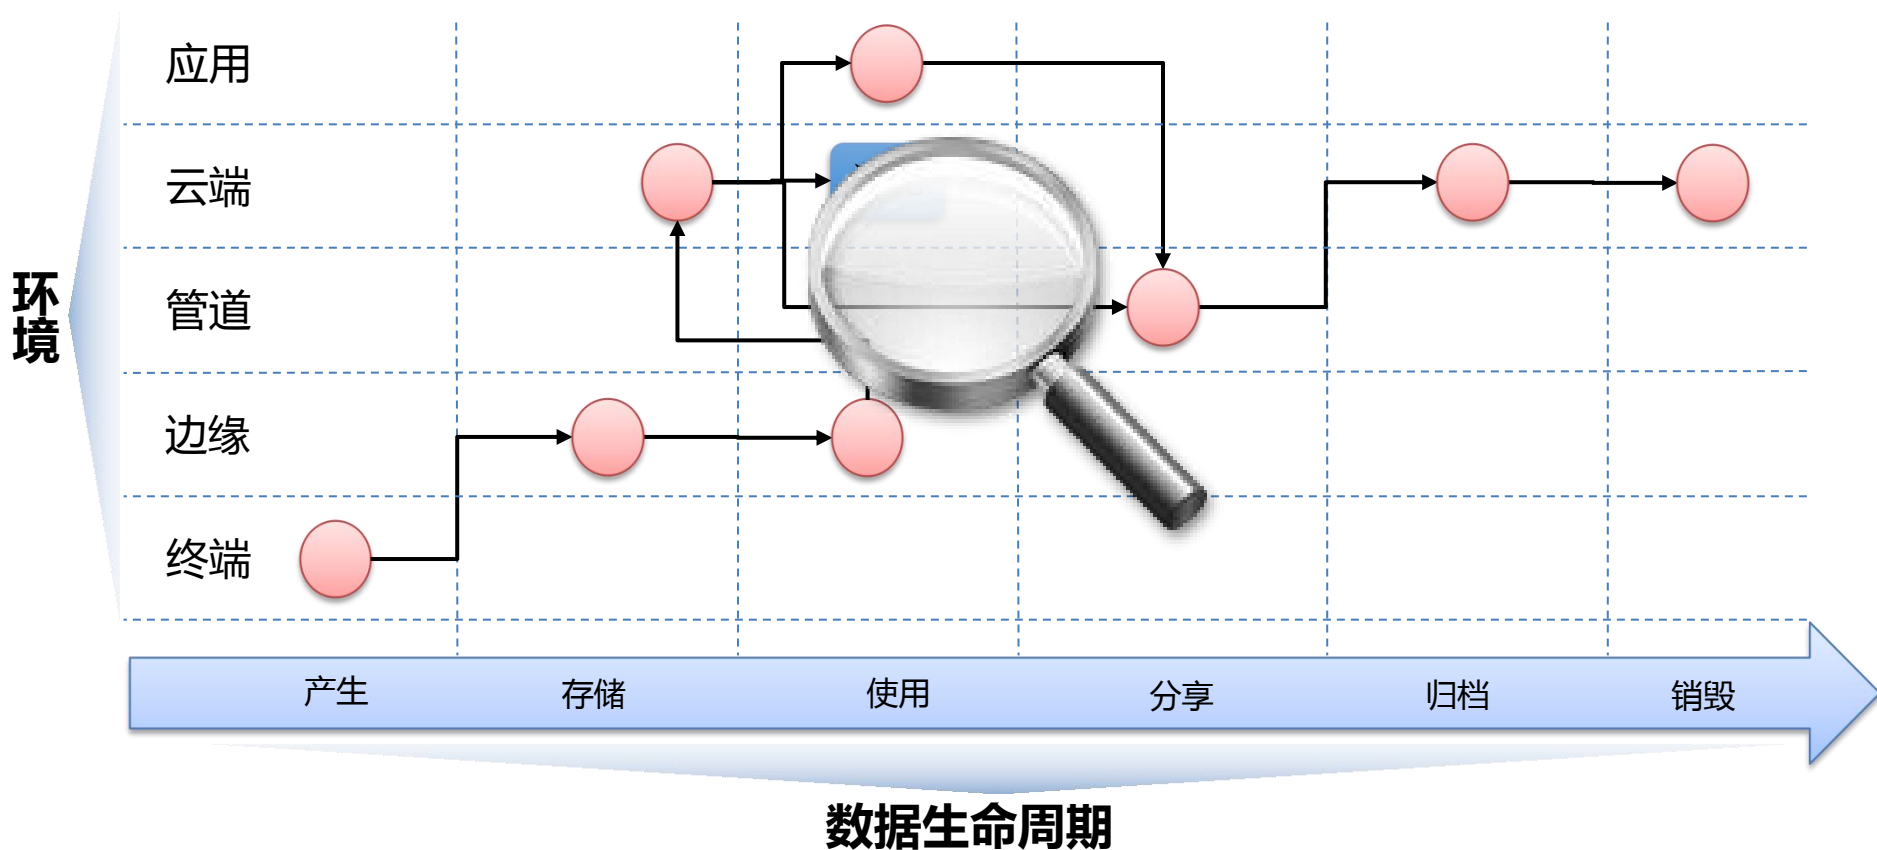 应用
云端
管道
边缘
终端
环境
产生
存储
使用
分享
归档
销毁
数据生命周期